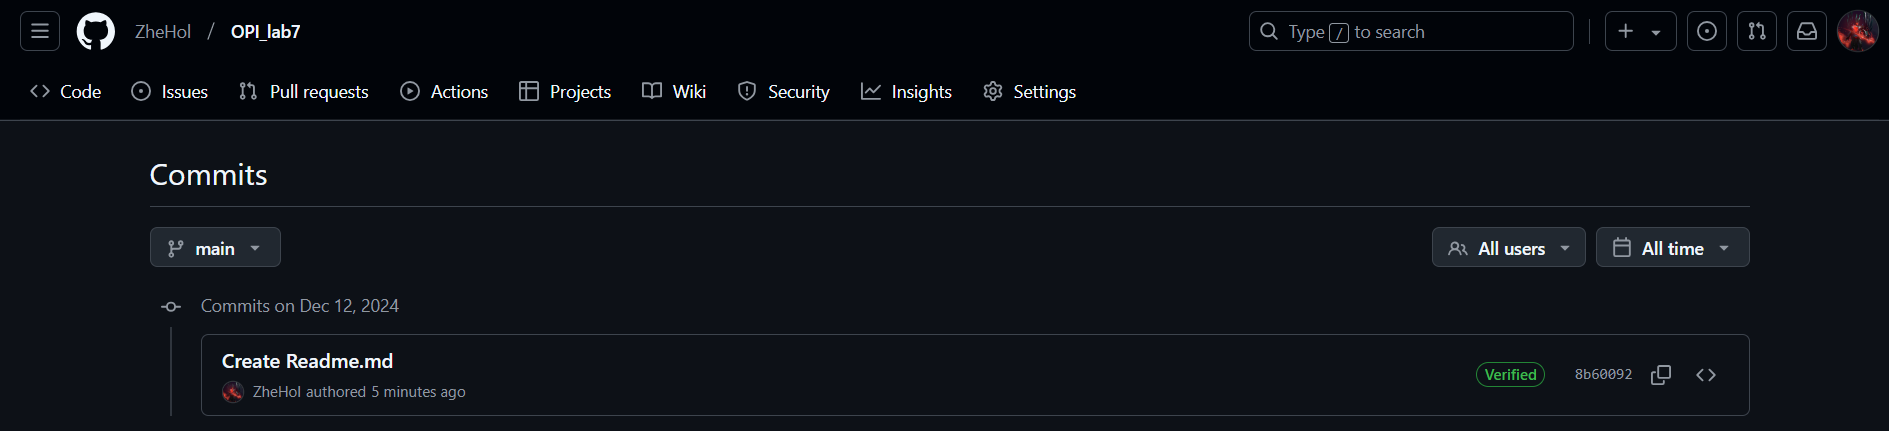 ZheHol / OPI_lab7
Type / to search
Code Issues Pull requests Actions Projects Wiki Security Insights Settings
Commits
main
All users All time
Commits on Dec 12, 2024
Create Readme.md
Verified 8b60092
ZheHol authored 5 minutes ago